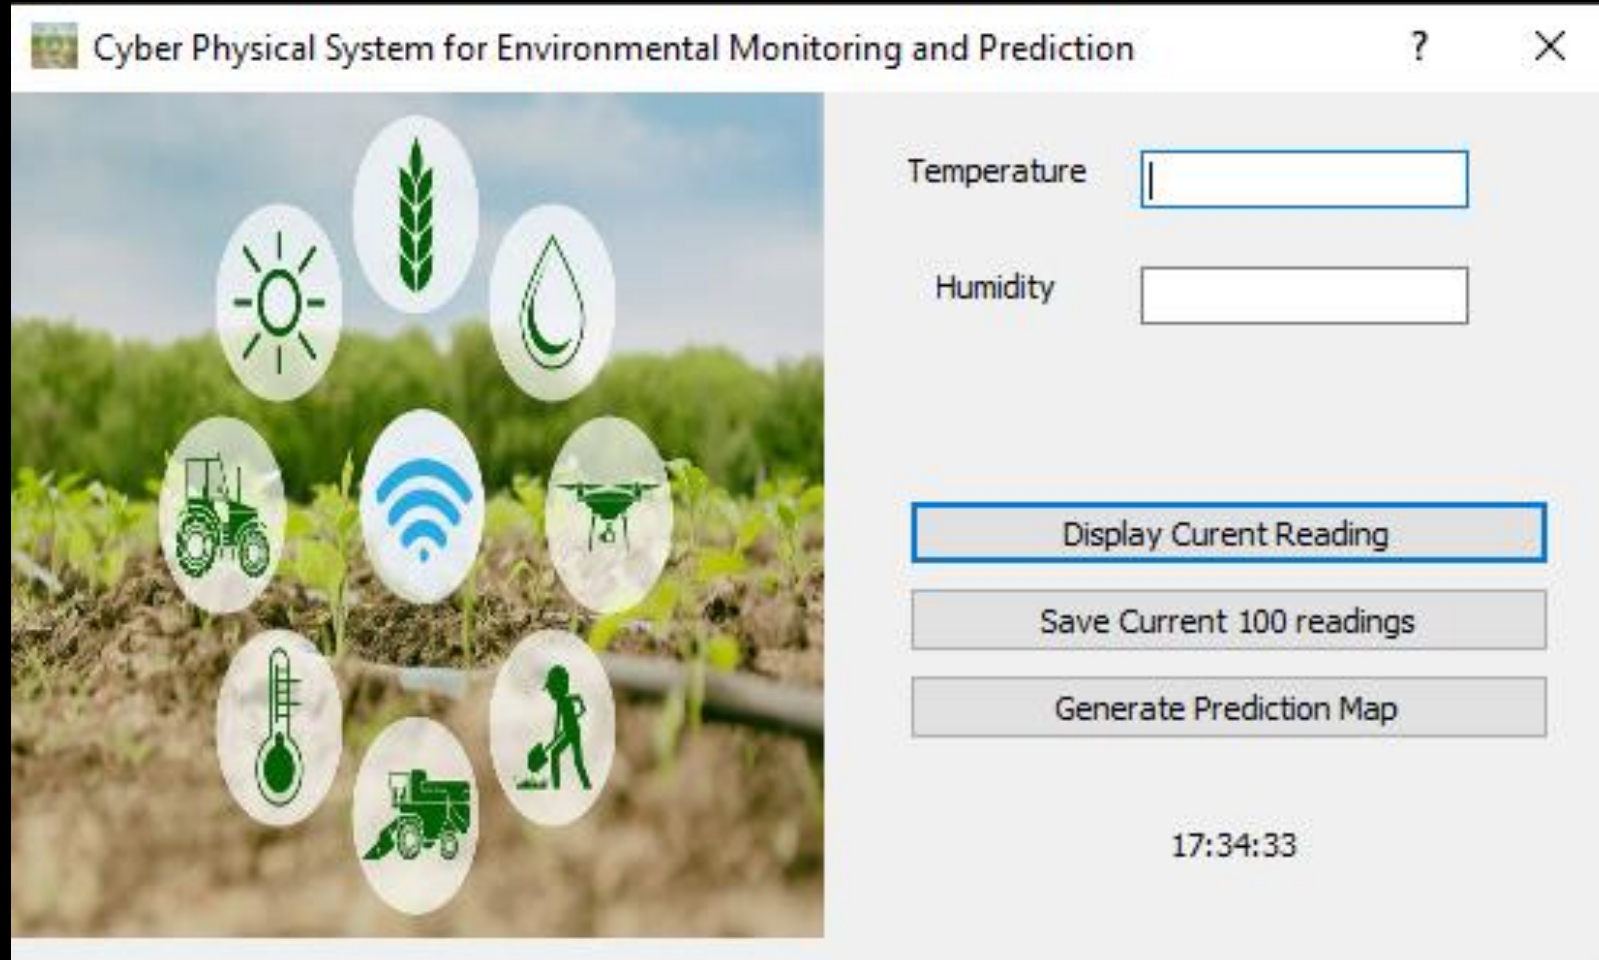 Cyber Physical System for Environmental Monitoring and Prediction
?
Temperature
Humidity
Display Curent Reading
Save Current 100 readings
Generate Prediction Map
17:34:33